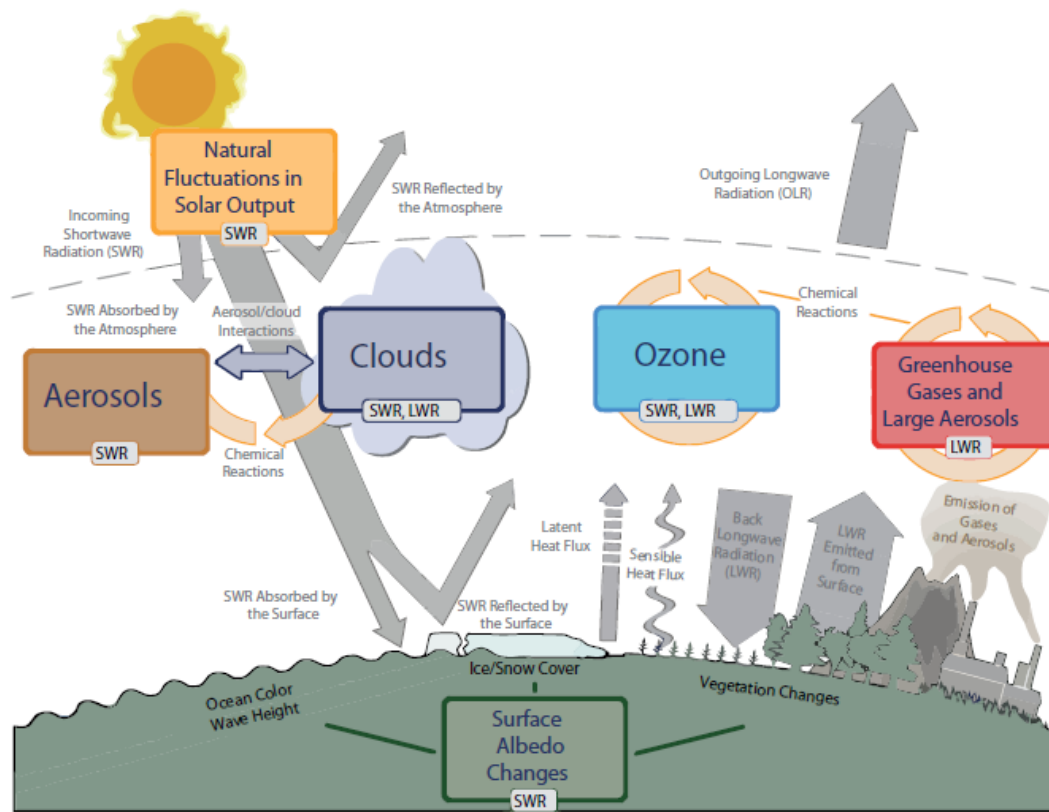 Natural
Fluctuations in
Solar Output
SWR
Incoming
Shortwave
Radiation (SWR)
SWR Reflected by
the Atmosphere
Outgoing Longwave
Radiation (OLR)
SWR Absorbed by
the Atmosphere
Aerosol/cloud
Interactions
Chemical
Reactions
Aerosols
SWR
Clouds
SWR, LWR
Ozone
SWR, LWR
Greenhouse
Gases and
Large Aerosols
LWR
Chemical
Reactions
Latent
Heat Flux
Sensible
Heat Flux
Back
Longwave
Radiation
(LWR)
LWR
Emitted
from
Surface
Emission of
Gases
and Aerosols
SWR Absorbed by
the Surface
SWR Reflected by
the Surface
Ice/Snow Cover
Ocean Color
Wave Height
Vegetation Changes
Surface
Albedo
Changes
SWR